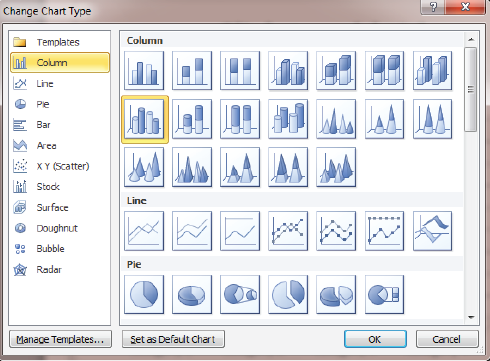 Change Chart Type
Templates
Column
Line
Pie
Bar
Area
X Y (Scatter)
Stock
Surface
Doughnut
Bubble
Radar
Column
Line
Pie
Manage Templates...
Set as Default Chart
OK
Cancel